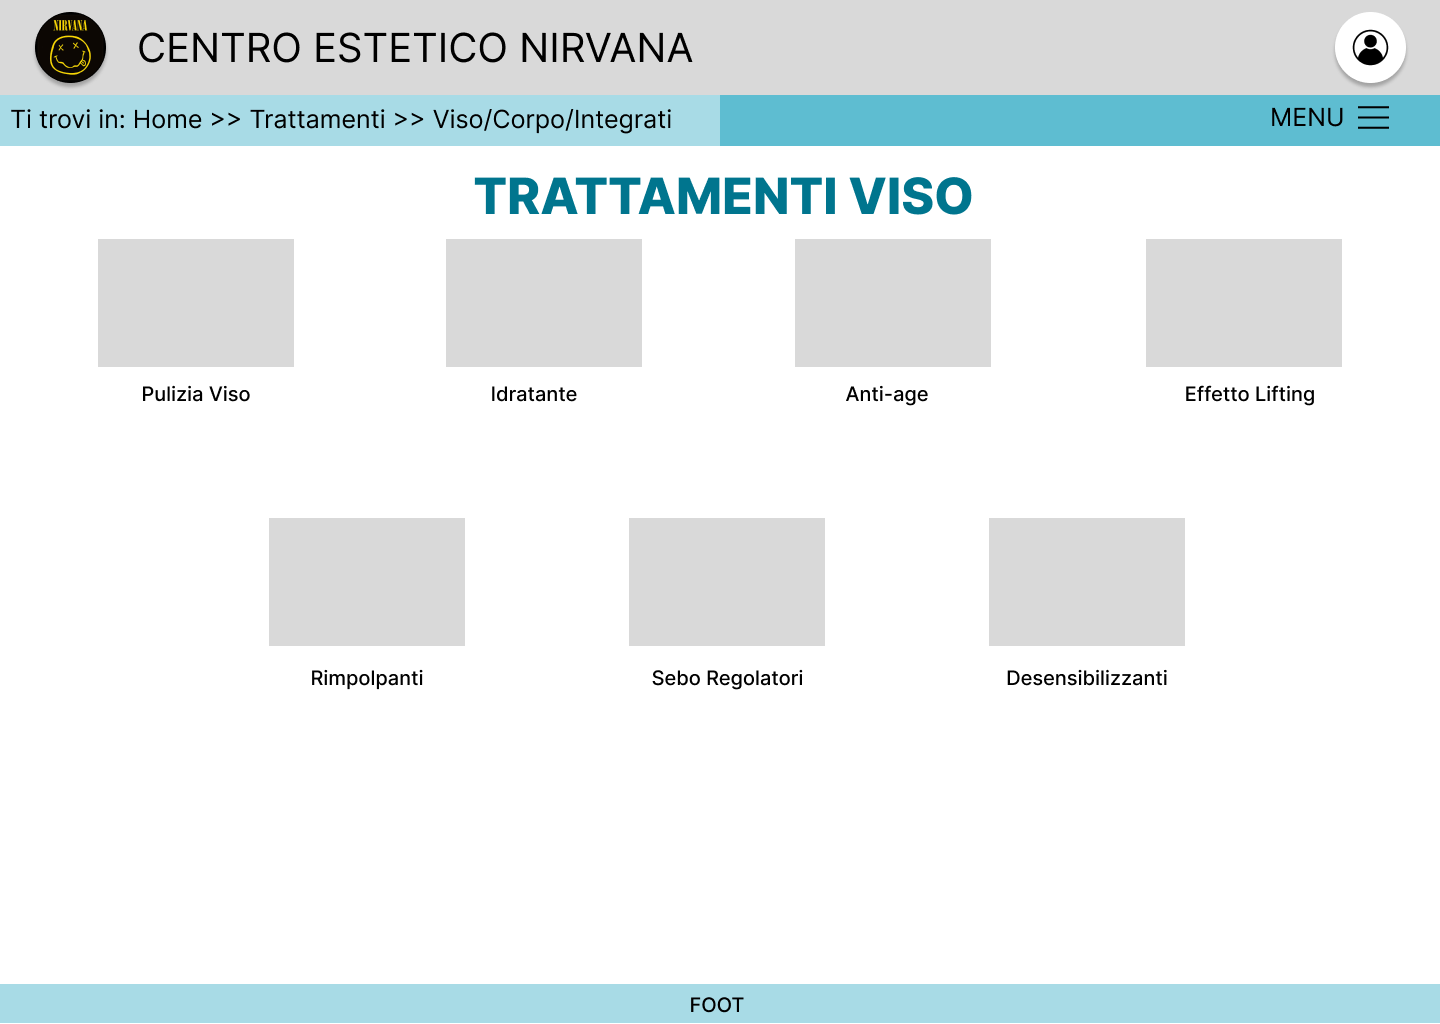 NIRVANA
CENTRO ESTETICO NIRVANA
Ti trovi in: Home >> Trattamenti >> Viso/Corpo/Integrati
MENU
TRATTAMENTI VISO
Pulizia Viso
Idratante
Anti-age
Effetto Lifting
Rimpolpanti
Sebo Regolatori
Desensibilizzanti
FOOT